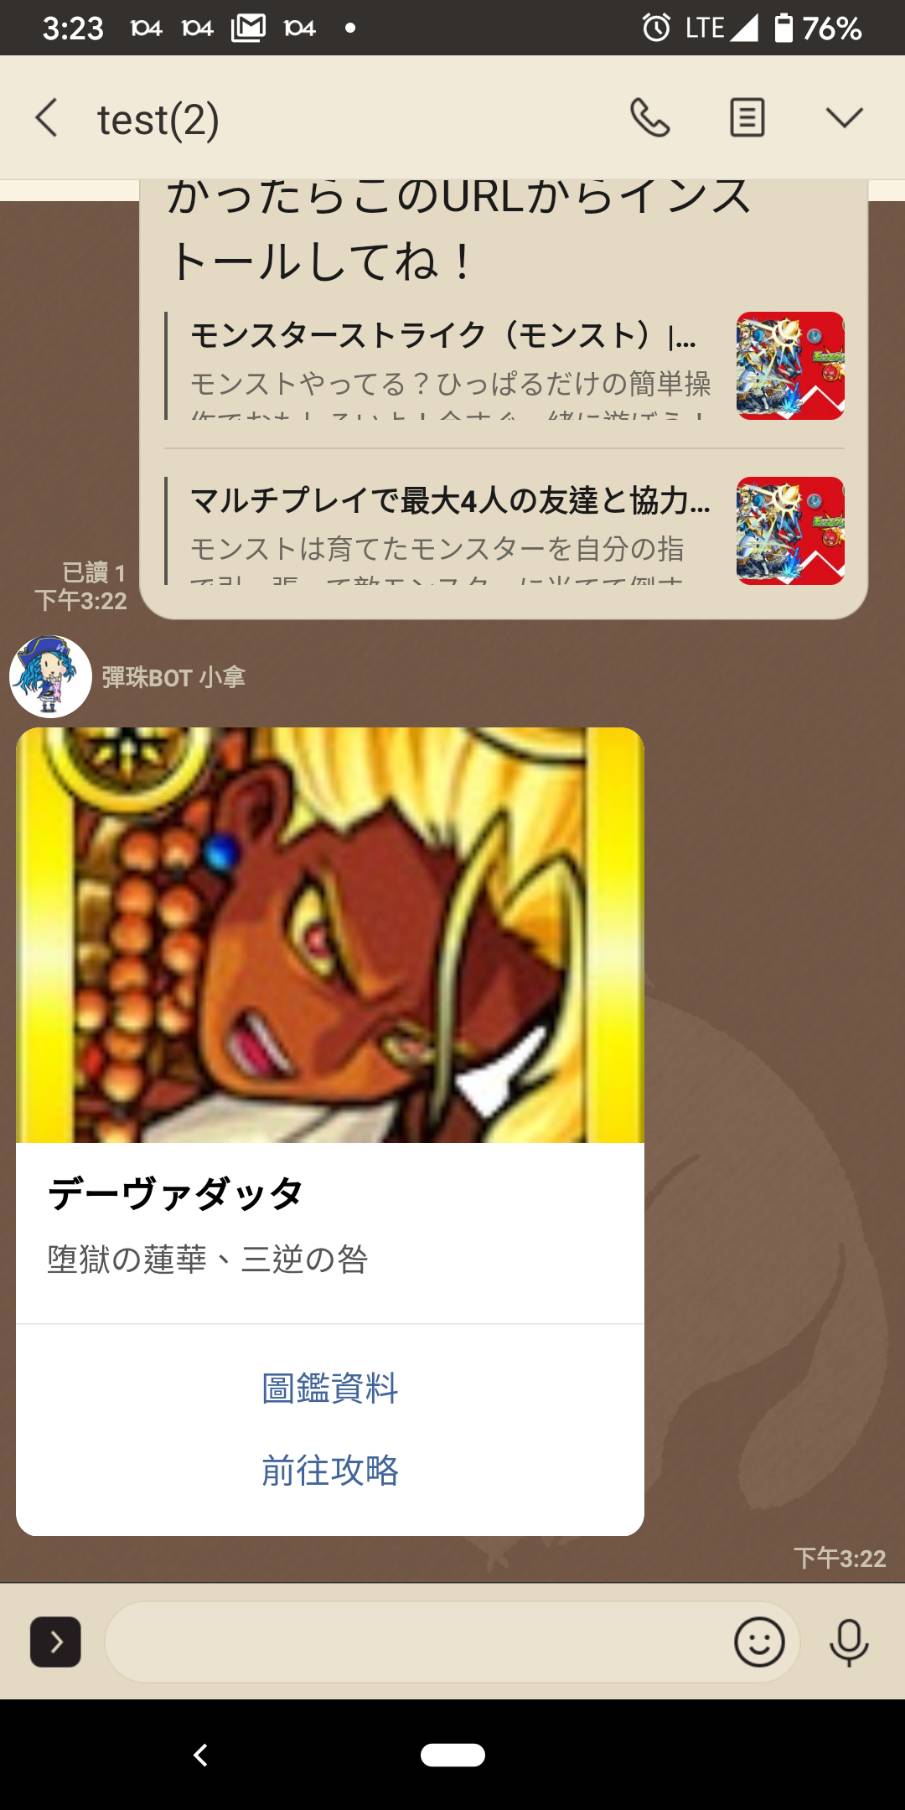 3:23
104
104
104
LTE
76%
test(2)
かったらこのURLからインス
トールしてね！
モンスターストライク（モンスト）|...
モンストやってる？ひっぱるだけの簡単操
マルチプレイで最大4人の友達と協力...
モンストは育てたモンスターを自分の指
已讀 1
下午3:22
彈珠BOT 小拿
デーヴァダッタ
堕獄の蓮華、三逆の咎
圖鑑資料
前往攻略
下午3:22